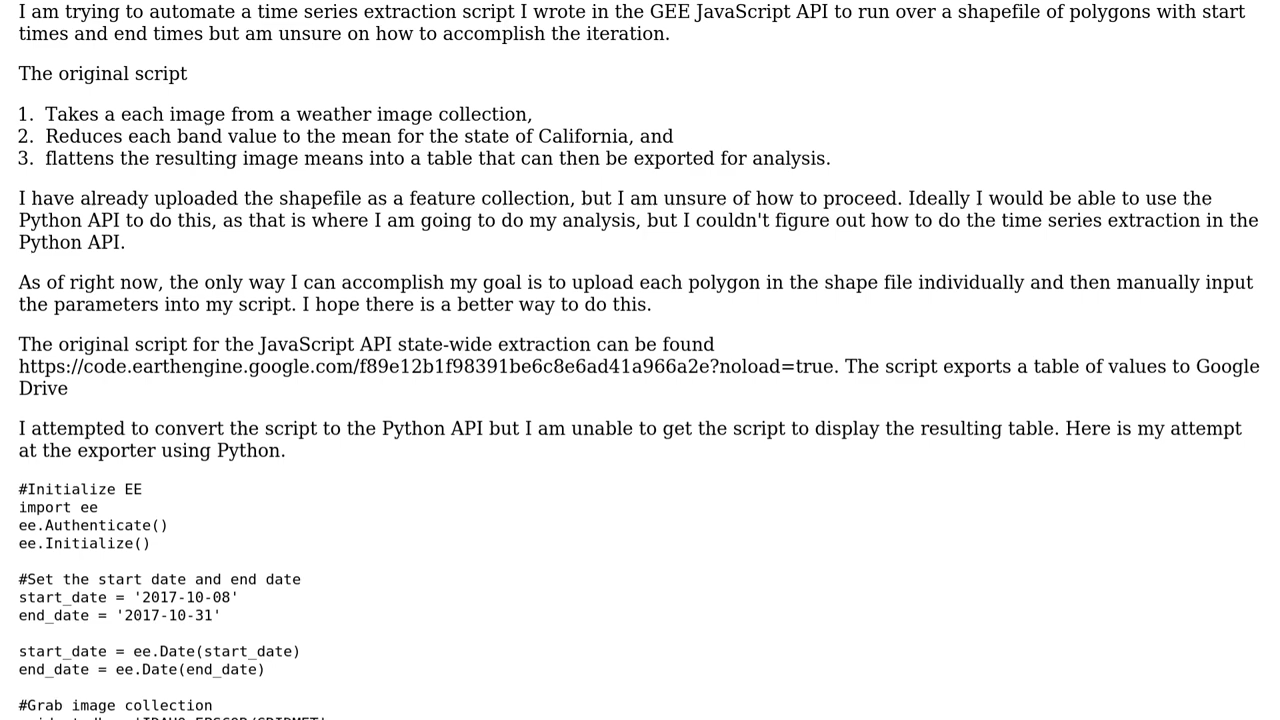 I am trying to automate a time series extraction script I wrote in the GEE JavaScript API to run over a shapefile of polygons with start
times and end times but am unsure on how to accomplish the iteration.
The original script
1. Takes a each image from a weather image collection,
2. Reduces each band value to the mean for the state of California, and
3. flattens the resulting image means into a table that can then be exported for analysis.
I have already uploaded the shapefile as a feature collection, but I am unsure of how to proceed. Ideally I would be able to use the
Python API to do this, as that is where I am going to do my analysis, but I couldn't figure out how to do the time series extraction in the
Python API.
As of right now, the only way I can accomplish my goal is to upload each polygon in the shape file individually and then manually input
the parameters into my script. I hope there is a better way to do this.
The original script for the JavaScript API state-wide extraction can be found
https://code.earthengine.google.com/f89e12b1f98391be6c8e6ad41a966a2e?noload=true. The script exports a table of values to Google
Drive
I attempted to convert the script to the Python API but I am unable to get the script to display the resulting table. Here is my attempt
at the exporter using Python.
#Initialize EE
import ee
ee.Authenticate()
ee.Initialize()
#Set the start date and end date
start_date = '2017-10-08'
end_date = '2017-10-31'
start_date = ee.Date(start_date)
end_date = ee.Date(end_date)
#Grab image collection